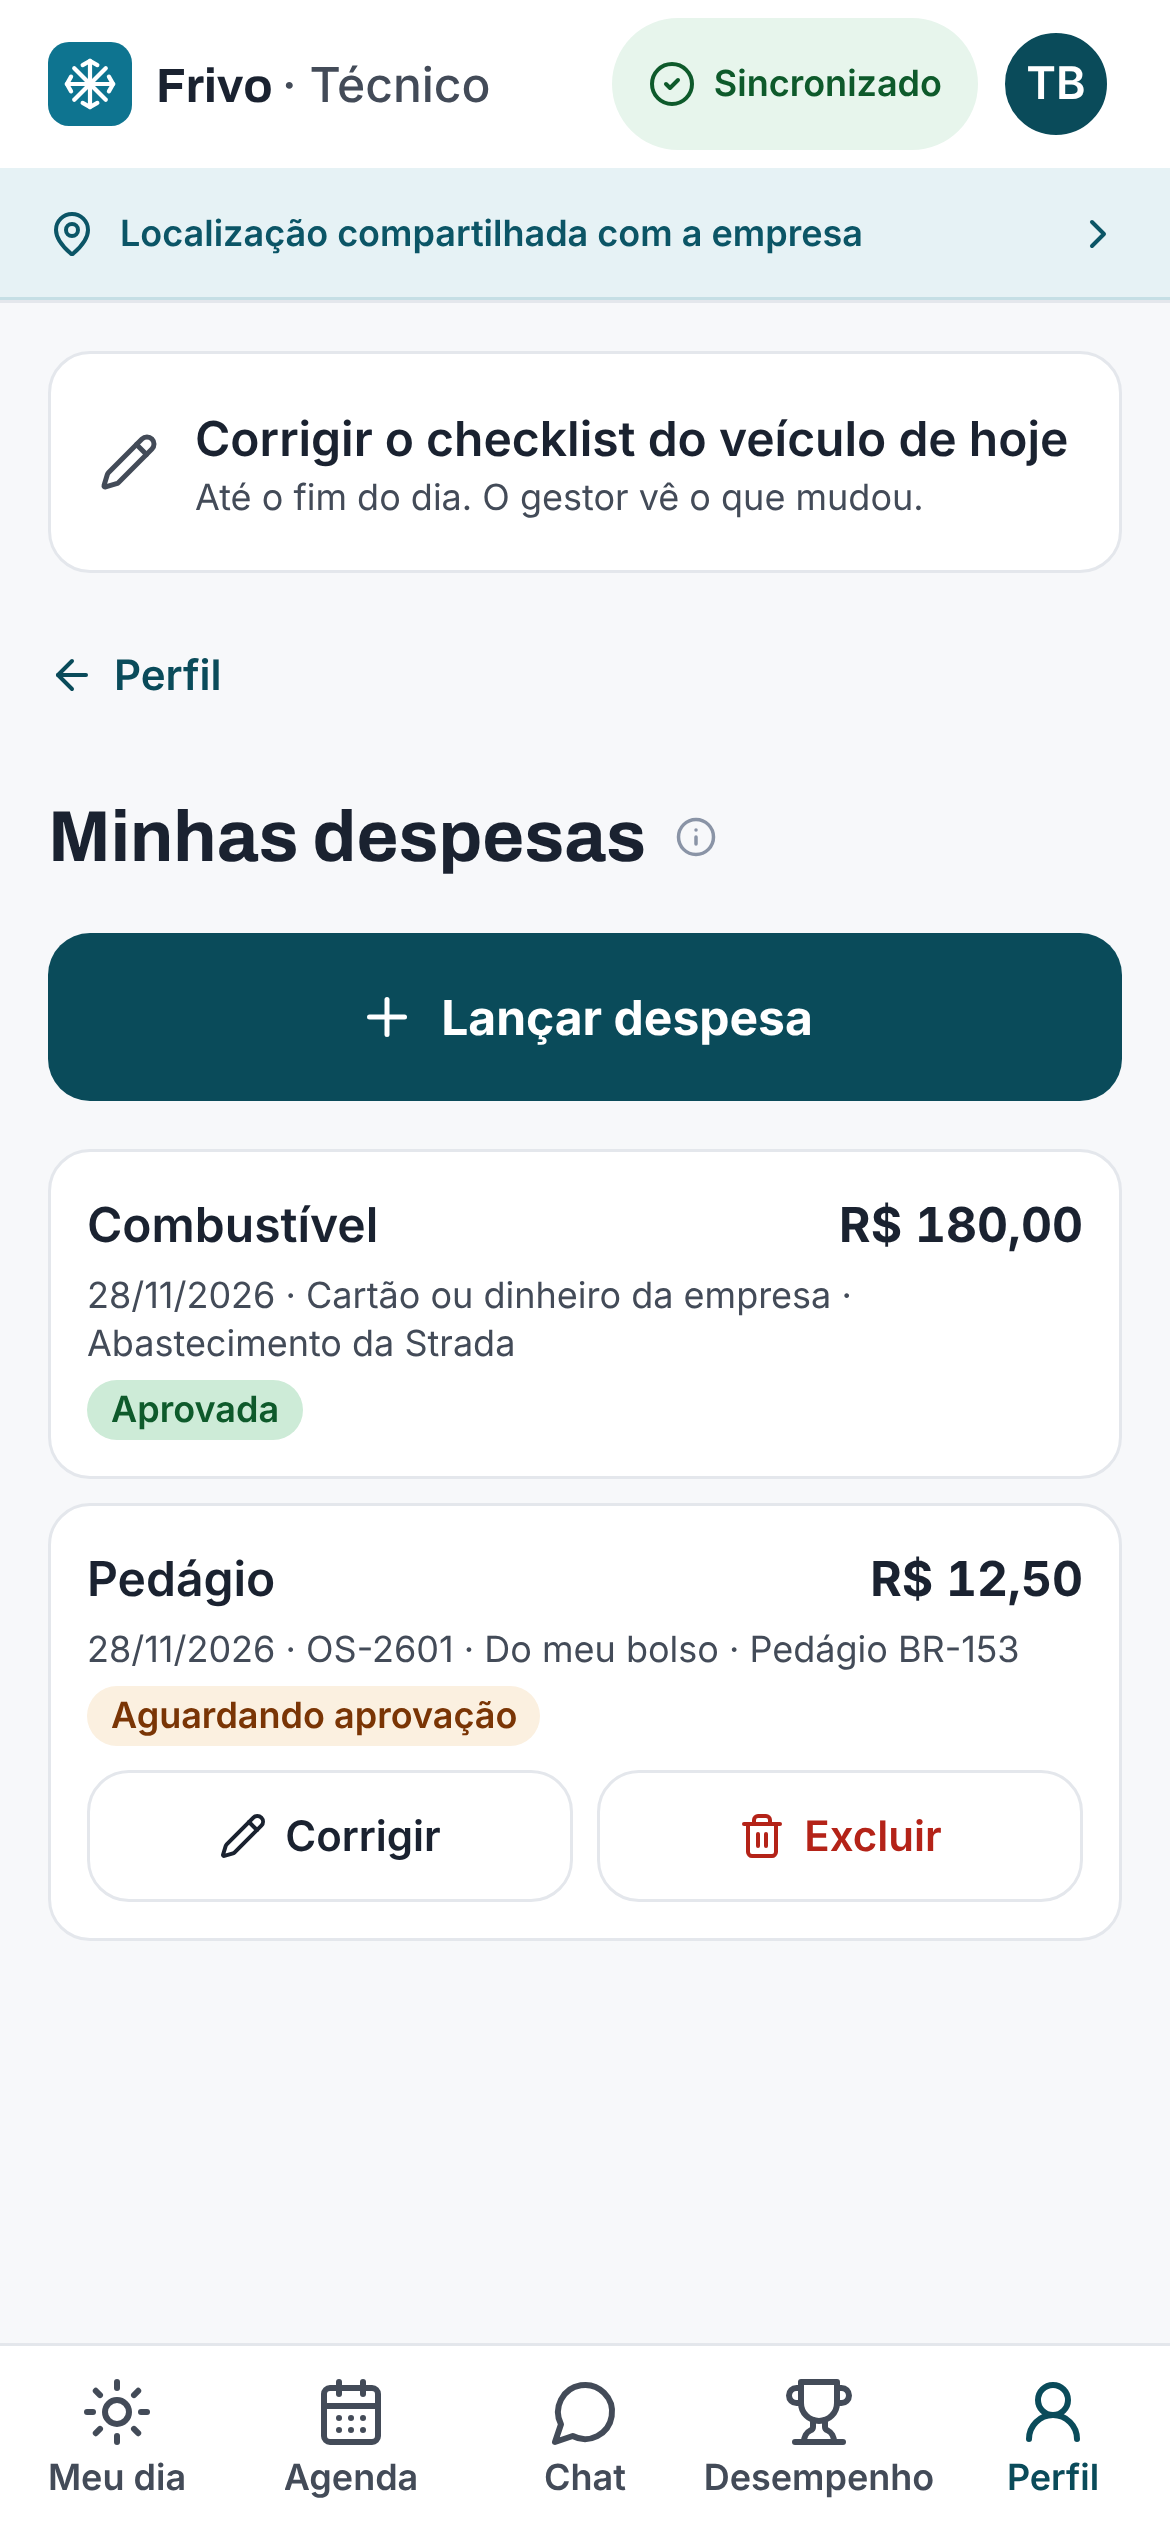 Frivo · Técnico
Sincronizado
TB
Localização compartilhada com a empresa
Corrigir o checklist do veículo de hoje
Até o fim do dia. O gestor vê o que mudou.
Perfil
Minhas despesas
Lançar despesa
Combustível
R$ 180,00
28/11/2026 · Cartão ou dinheiro da empresa ·
Abastecimento da Strada
Aprovada
Pedágio
R$ 12,50
28/11/2026 · OS-2601 · Do meu bolso · Pedágio BR-153
Aguardando aprovação
Corrigir
Excluir
Meu dia
Agenda
Chat
Desempenho
Perfil